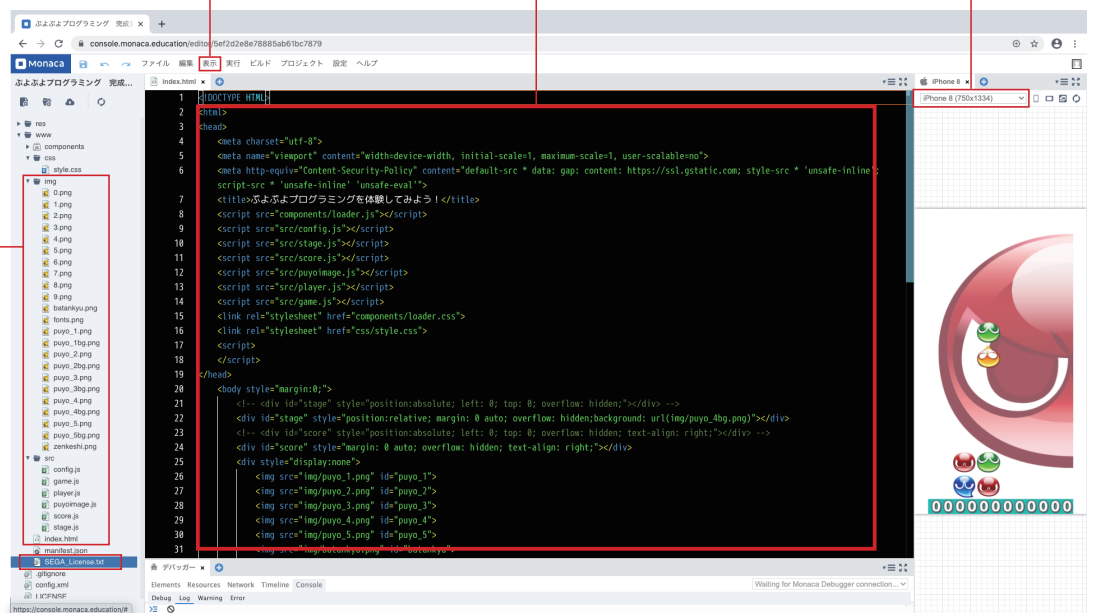 ぷよぷよプログラミング 完成
console.monaca.education/editor/5ef2d2e8e78885ab61bc7879
Monaca
ファイル 編集 表示 実行 ビルド プロジェクト 設定 ヘルプ
ぷよぷよプログラミング 完成...
index.html
iPhone 8
iPhone 8 (750x1334)
res
www
components
css
style.css
img
0.png
1.png
2.png
3.png
4.png
5.png
6.png
7.png
8.png
9.png
batankyu.png
fonts.png
puyo_1.png
puyo_1bg.png
puyo_2.png
puyo_2bg.png
puyo_3.png
puyo_3bg.png
puyo_4.png
puyo_4bg.png
puyo_5.png
puyo_5bg.png
zenkeshi.png
src
config.js
game.js
player.js
puyoimage.js
score.js
stage.js
index.html
manifest.json
SEGA_License.txt
.gitignore
config.xml
LICENSE
https://console.monaca.education/#
1 <!DOCTYPE HTML>
2 <html>
3 <head>
4 <meta charset="utf-8">
5 <meta name="viewport" content="width=device-width, initial-scale=1, maximum-scale=1, user-scalable=no">
6 <meta http-equiv="Content-Security-Policy" content="default-src * data: gap: content: https://ssl.gstatic.com; style-src * 'unsafe-inline';
script-src * 'unsafe-inline' 'unsafe-eval'">
7 <title>ぷよぷよプログラミングを体験してみよう！</title>
8 <script src="components/loader.js"></script>
9 <script src="src/config.js"></script>
10 <script src="src/stage.js"></script>
11 <script src="src/score.js"></script>
12 <script src="src/puyoimage.js"></script>
13 <script src="src/player.js"></script>
14 <script src="src/game.js"></script>
15 <link rel="stylesheet" href="components/loader.css">
16 <link rel="stylesheet" href="css/style.css">
17 <script>
18 </script>
19 </head>
20 <body style="margin:0;">
21 <!-- <div id="stage" style="position:absolute; left: 0; top: 0; overflow: hidden;"></div> -->
22 <div id="stage" style="position:relative; margin: 0 auto; overflow: hidden;background: url(img/puyo_4bg.png)"></div>
23 <!-- <div id="score" style="position:absolute; left: 0; top: 0; overflow: hidden; text-align: right;"></div> -->
24 <div id="score" style="margin: 0 auto; overflow: hidden; text-align: right;"></div>
25 <div style="display:none">
26 <img src="img/puyo_1.png" id="puyo_1">
27 <img src="img/puyo_2.png" id="puyo_2">
28 <img src="img/puyo_3.png" id="puyo_3">
29 <img src="img/puyo_4.png" id="puyo_4">
30 <img src="img/puyo_5.png" id="puyo_5">
31 <img src="img/batankyu.png" id="batankyu">
000000000000
デバッガー
Elements Resources Network Timeline Console
Waiting for Monaca Debugger connection...
Debug Log Warning Error